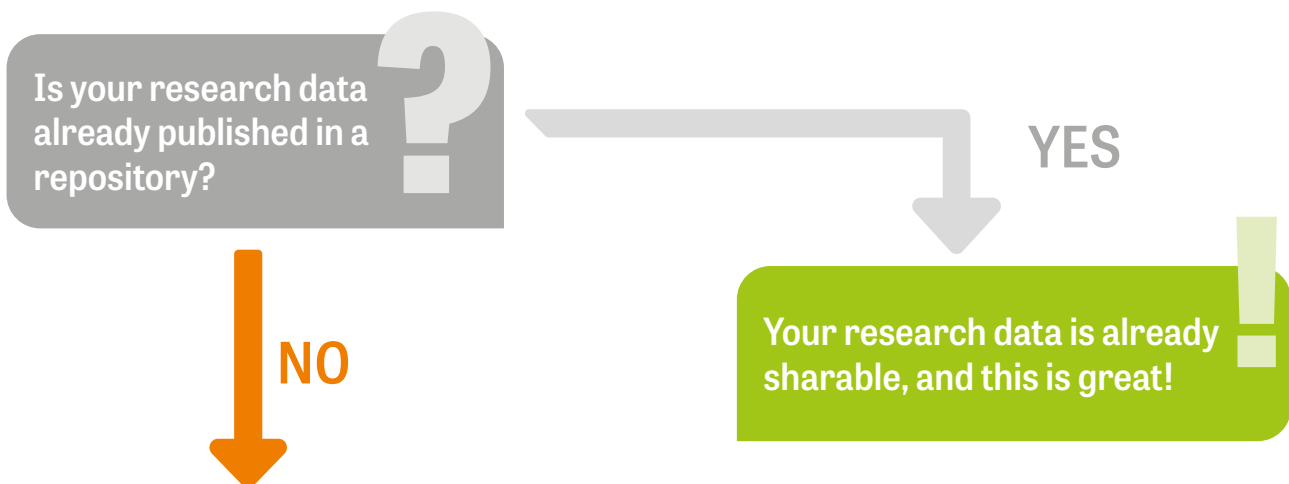 Is your research data
already published in a
repository?
?
YES
NO
Your research data is already
sharable, and this is great!
!